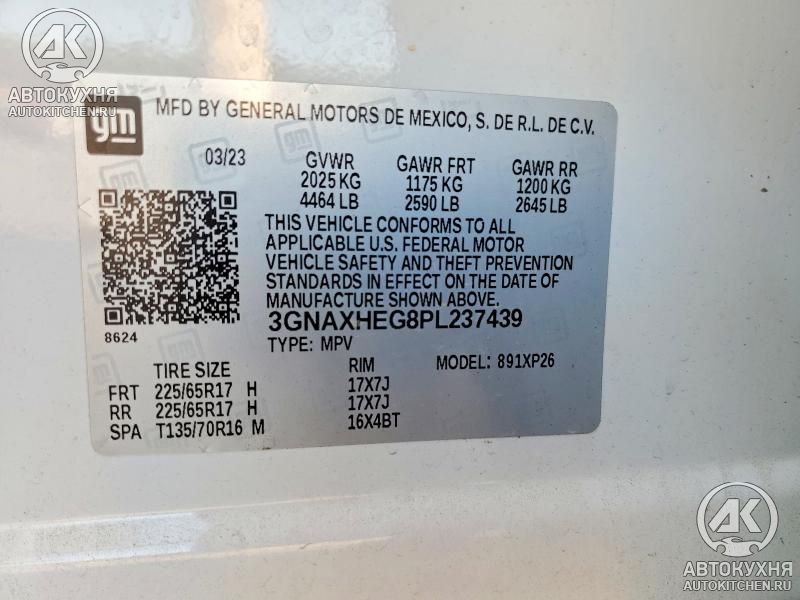 АК
АВТОКУХНЯ
AUTOKITCHEN.RU
gm
MFD BY GENERAL MOTORS DE MEXICO, S. DE R.L. DE C.V.
03/23 GVWR GAWR FRT GAWR RR
2025 KG 1175 KG 1200 KG
4464 LB 2590 LB 2645 LB
THIS VEHICLE CONFORMS TO ALL
APPLICABLE U.S. FEDERAL MOTOR
VEHICLE SAFETY AND THEFT PREVENTION
STANDARDS IN EFFECT ON THE DATE OF
MANUFACTURE SHOWN ABOVE.
3GNAXHEG8PL237439
8624
TYPE: MPV MODEL: 891XP26
TIRE SIZE RIM
FRT 225/65R17 H 17X7J
RR 225/65R17 H 17X7J
SPA T135/70R16 M 16X4BT
АК
АВТОКУХНЯ
AUTOKITCHEN.RU